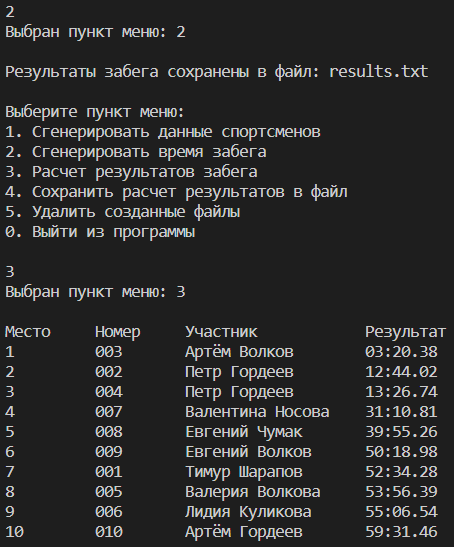 2
Выбран пункт меню: 2
Результаты забега сохранены в файл: results.txt
Выберите пункт меню:
1. Сгенерировать данные спортсменов
2. Сгенерировать время забега
3. Расчет результатов забега
4. Сохранить расчет результатов в файл
5. Удалить созданные файлы
0. Выйти из программы
3
Выбран пункт меню: 3
Место Номер Участник Результат
1 003 Артём Волков 03:20.38
2 002 Петр Гордеев 12:44.02
3 004 Петр Гордеев 13:26.74
4 007 Валентина Носова 31:10.81
5 008 Евгений Чумак 39:55.26
6 009 Евгений Волков 50:18.98
7 001 Тимур Шарапов 52:34.28
8 005 Валерия Волкова 53:56.39
9 006 Лидия Куликова 55:06.54
10 010 Артём Гордеев 59:31.46